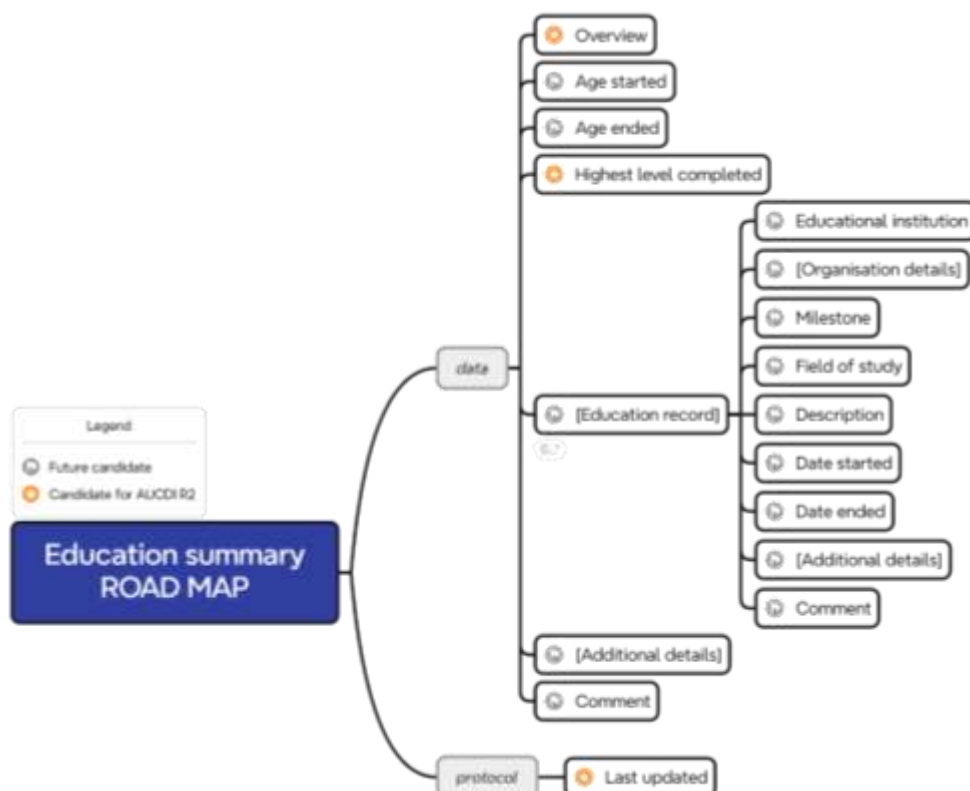 Overview
Age started
Age ended
Highest level completed
Educational institution
[Organisation details]
Milestone
Field of study
data
[Education record]
Description
Legend
Future candidate
Date started
Candidate for AUCDI R2
Date ended
Education summary
ROAD MAP
[Additional details]
Comment
[Additional details]
Comment
protocol
Last updated